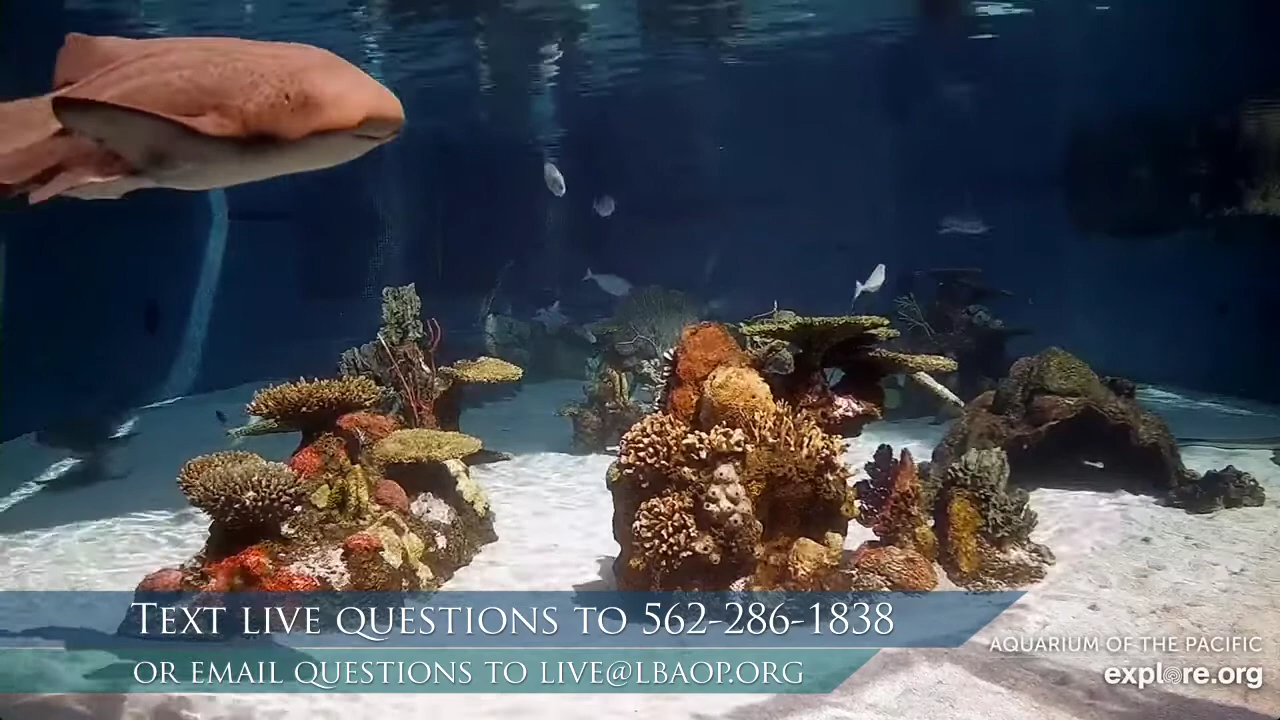 TEXT LIVE QUESTIONS TO 562-286-1838
OR EMAIL QUESTIONS TO LIVE@LBAOP.ORG
AQUARIUM OF THE PACIFIC
explore.org